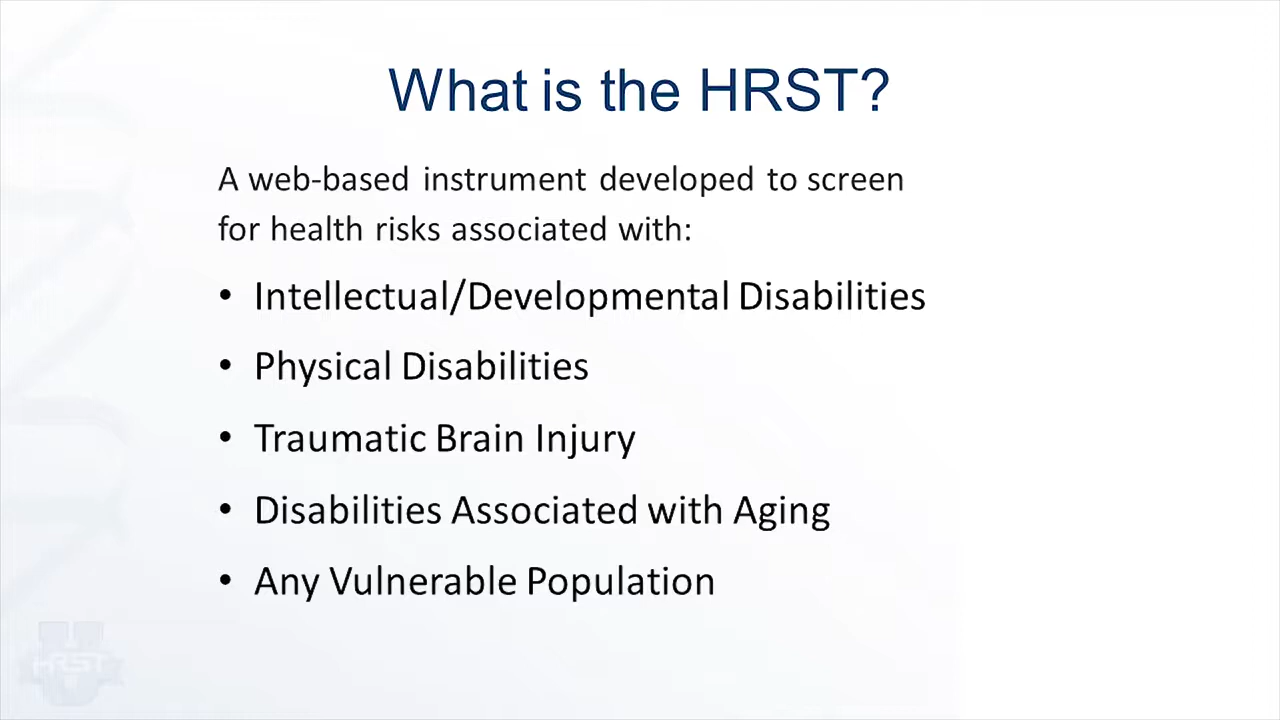 What is the HRST?
A web-based instrument developed to screen
for health risks associated with:
• Intellectual/Developmental Disabilities
• Physical Disabilities
• Traumatic Brain Injury
• Disabilities Associated with Aging
• Any Vulnerable Population
HRST